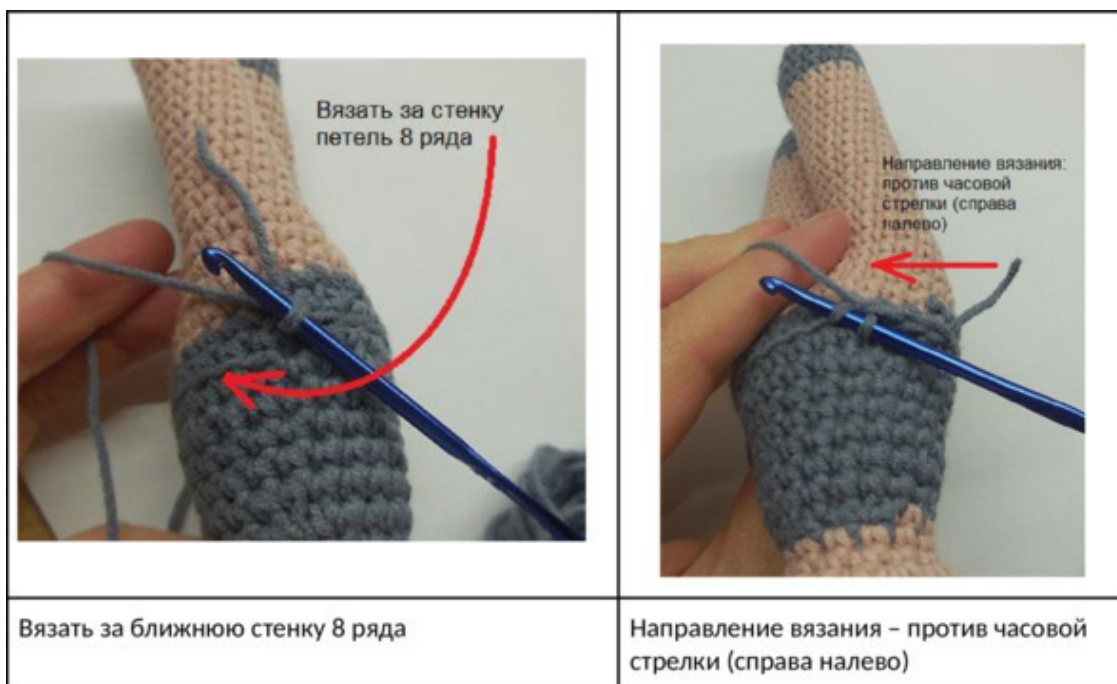 Вязать за стенку
петель 8 ряда
Направление вязания:
против часовой
стрелки (справа
налево)
Вязать за ближнюю стенку 8 ряда
Направление вязания – против часовой
стрелки (справа налево)